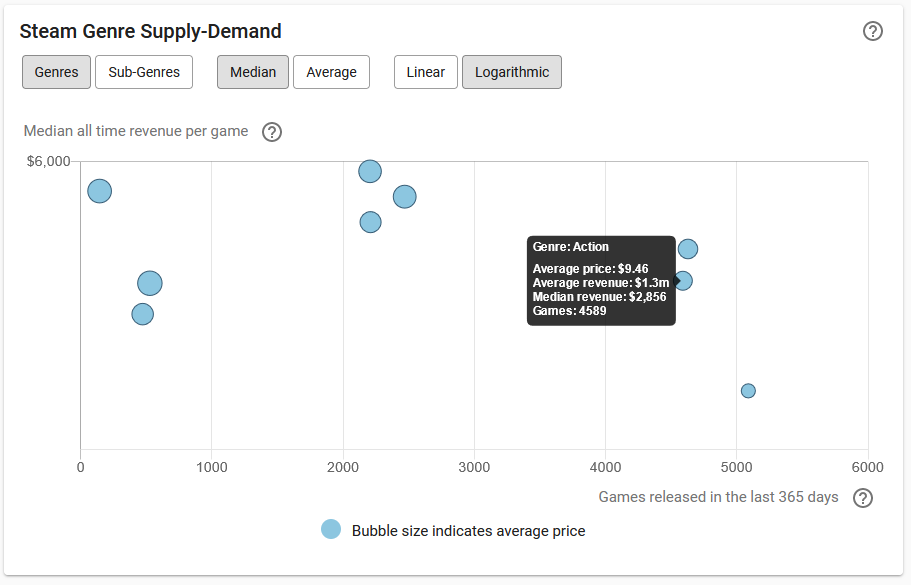 Steam Genre Supply-Demand
Genres Sub-Genres Median Average Linear Logarithmic
Median all time revenue per game
$6,000
Genre: Action
Average price: $9.46
Average revenue: $1.3m
Median revenue: $2,856
Games: 4589
0 1000 2000 3000 4000 5000 6000
Games released in the last 365 days
Bubble size indicates average price